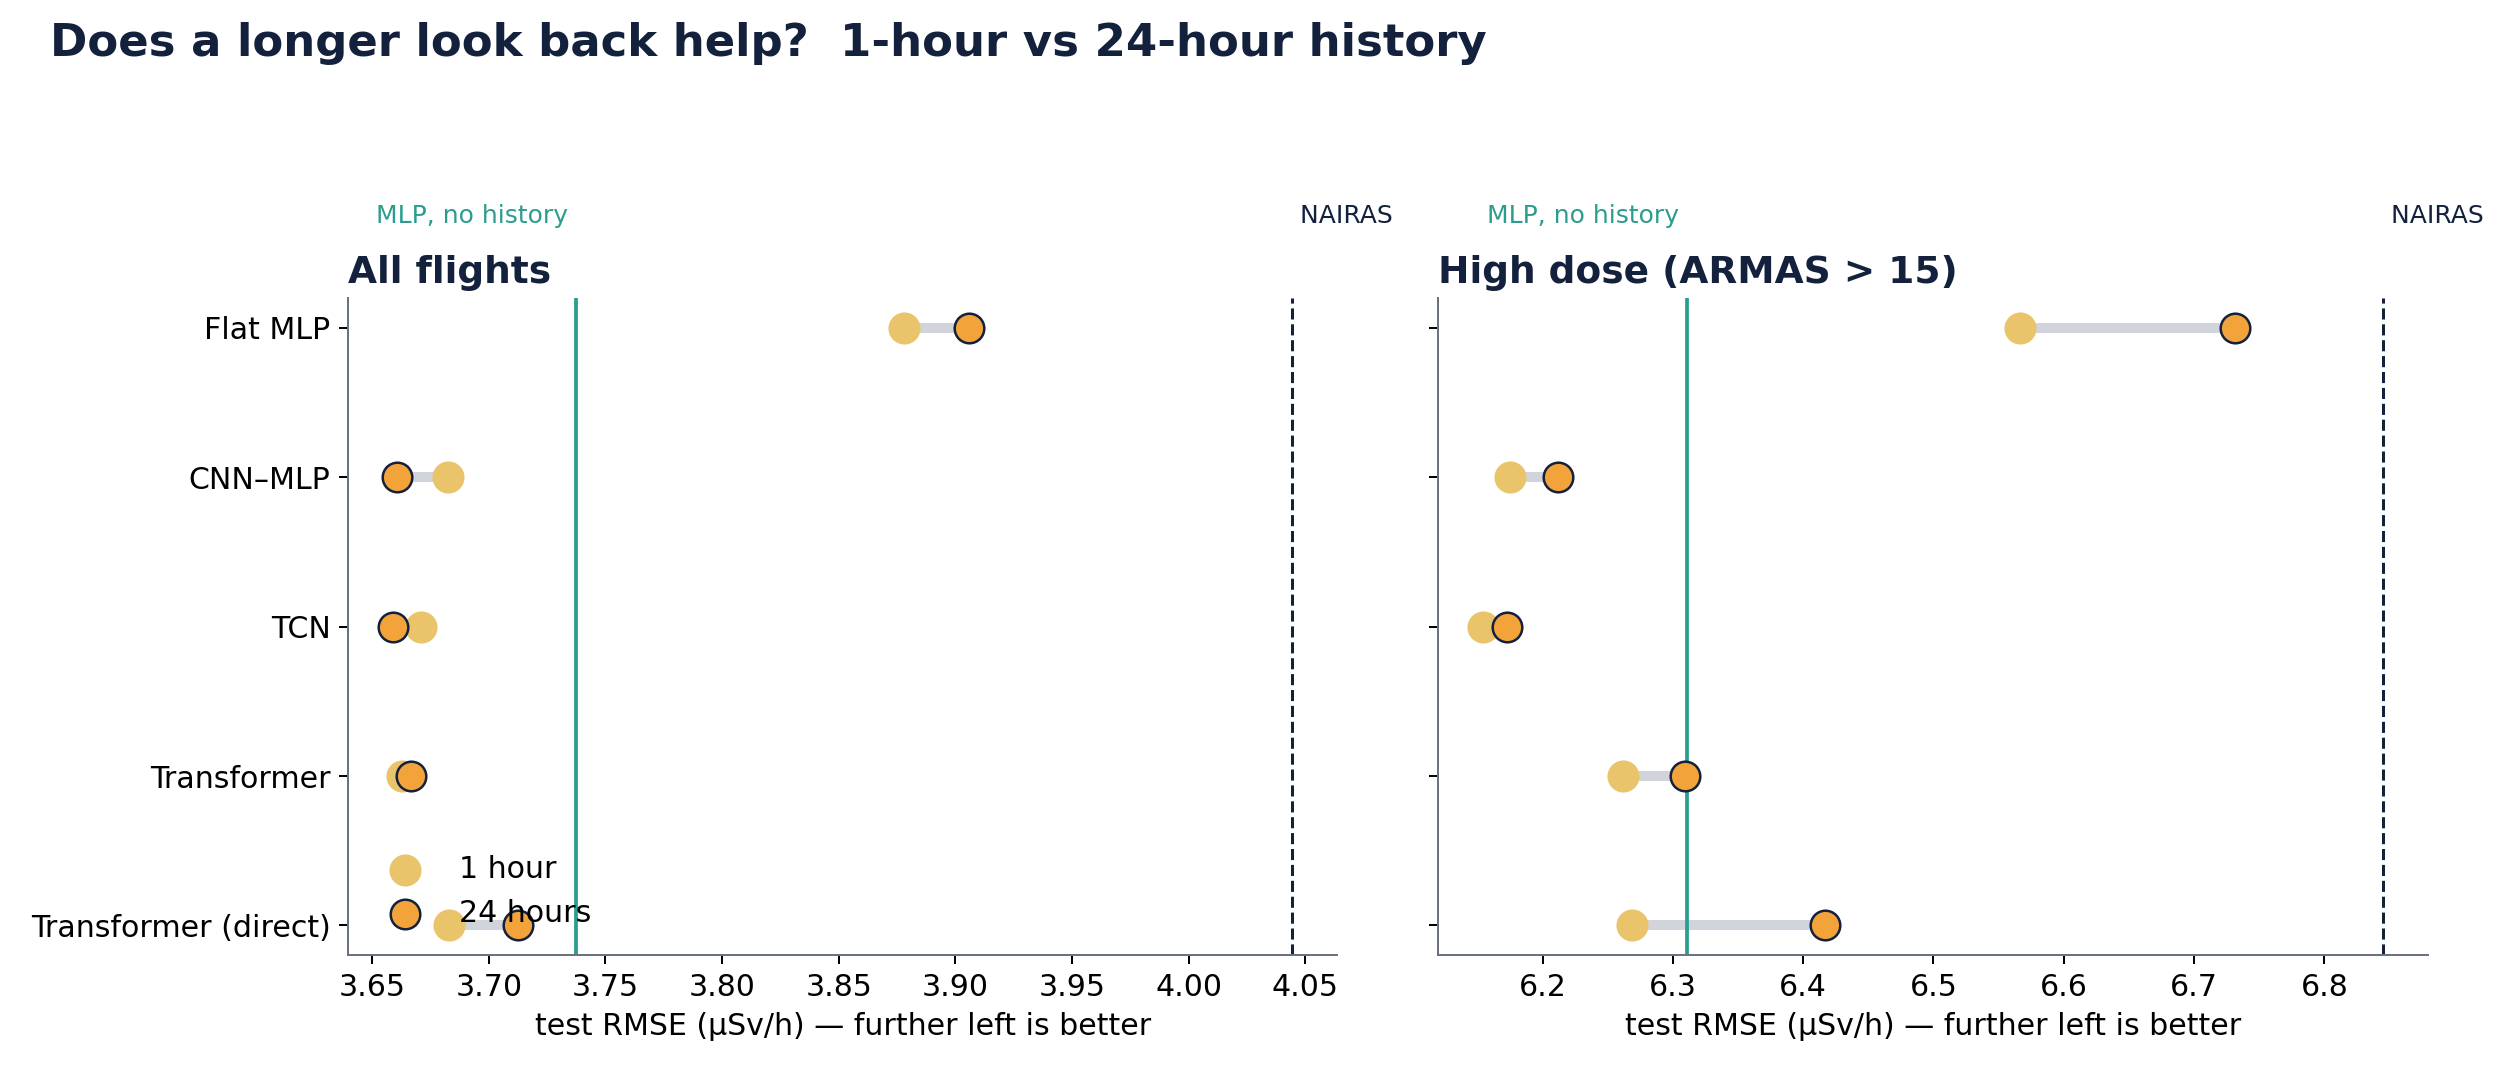 Does a longer look back help?  1-hour vs 24-hour history
MLP, no history
NAIRAS
MLP, no history
NAIRAS
All flights
High dose (ARMAS > 15)
Flat MLP
CNN–MLP
TCN
Transformer
Transformer (direct)
1 hour
24 hours
3.65 3.70 3.75 3.80 3.85 3.90 3.95 4.00 4.05
6.2 6.3 6.4 6.5 6.6 6.7 6.8
test RMSE (μSv/h) — further left is better
test RMSE (μSv/h) — further left is better